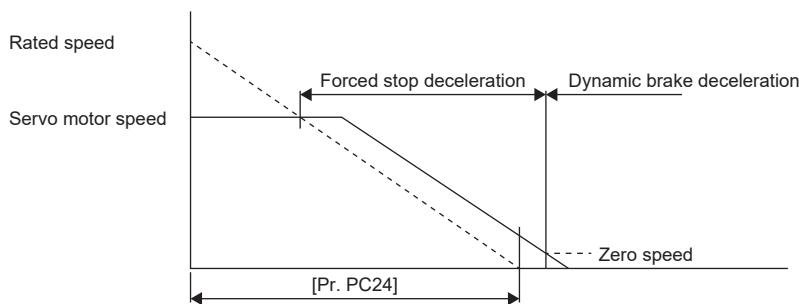 Rated speed
Forced stop deceleration
Dynamic brake deceleration
Servo motor speed
Zero speed
[Pr. PC24]